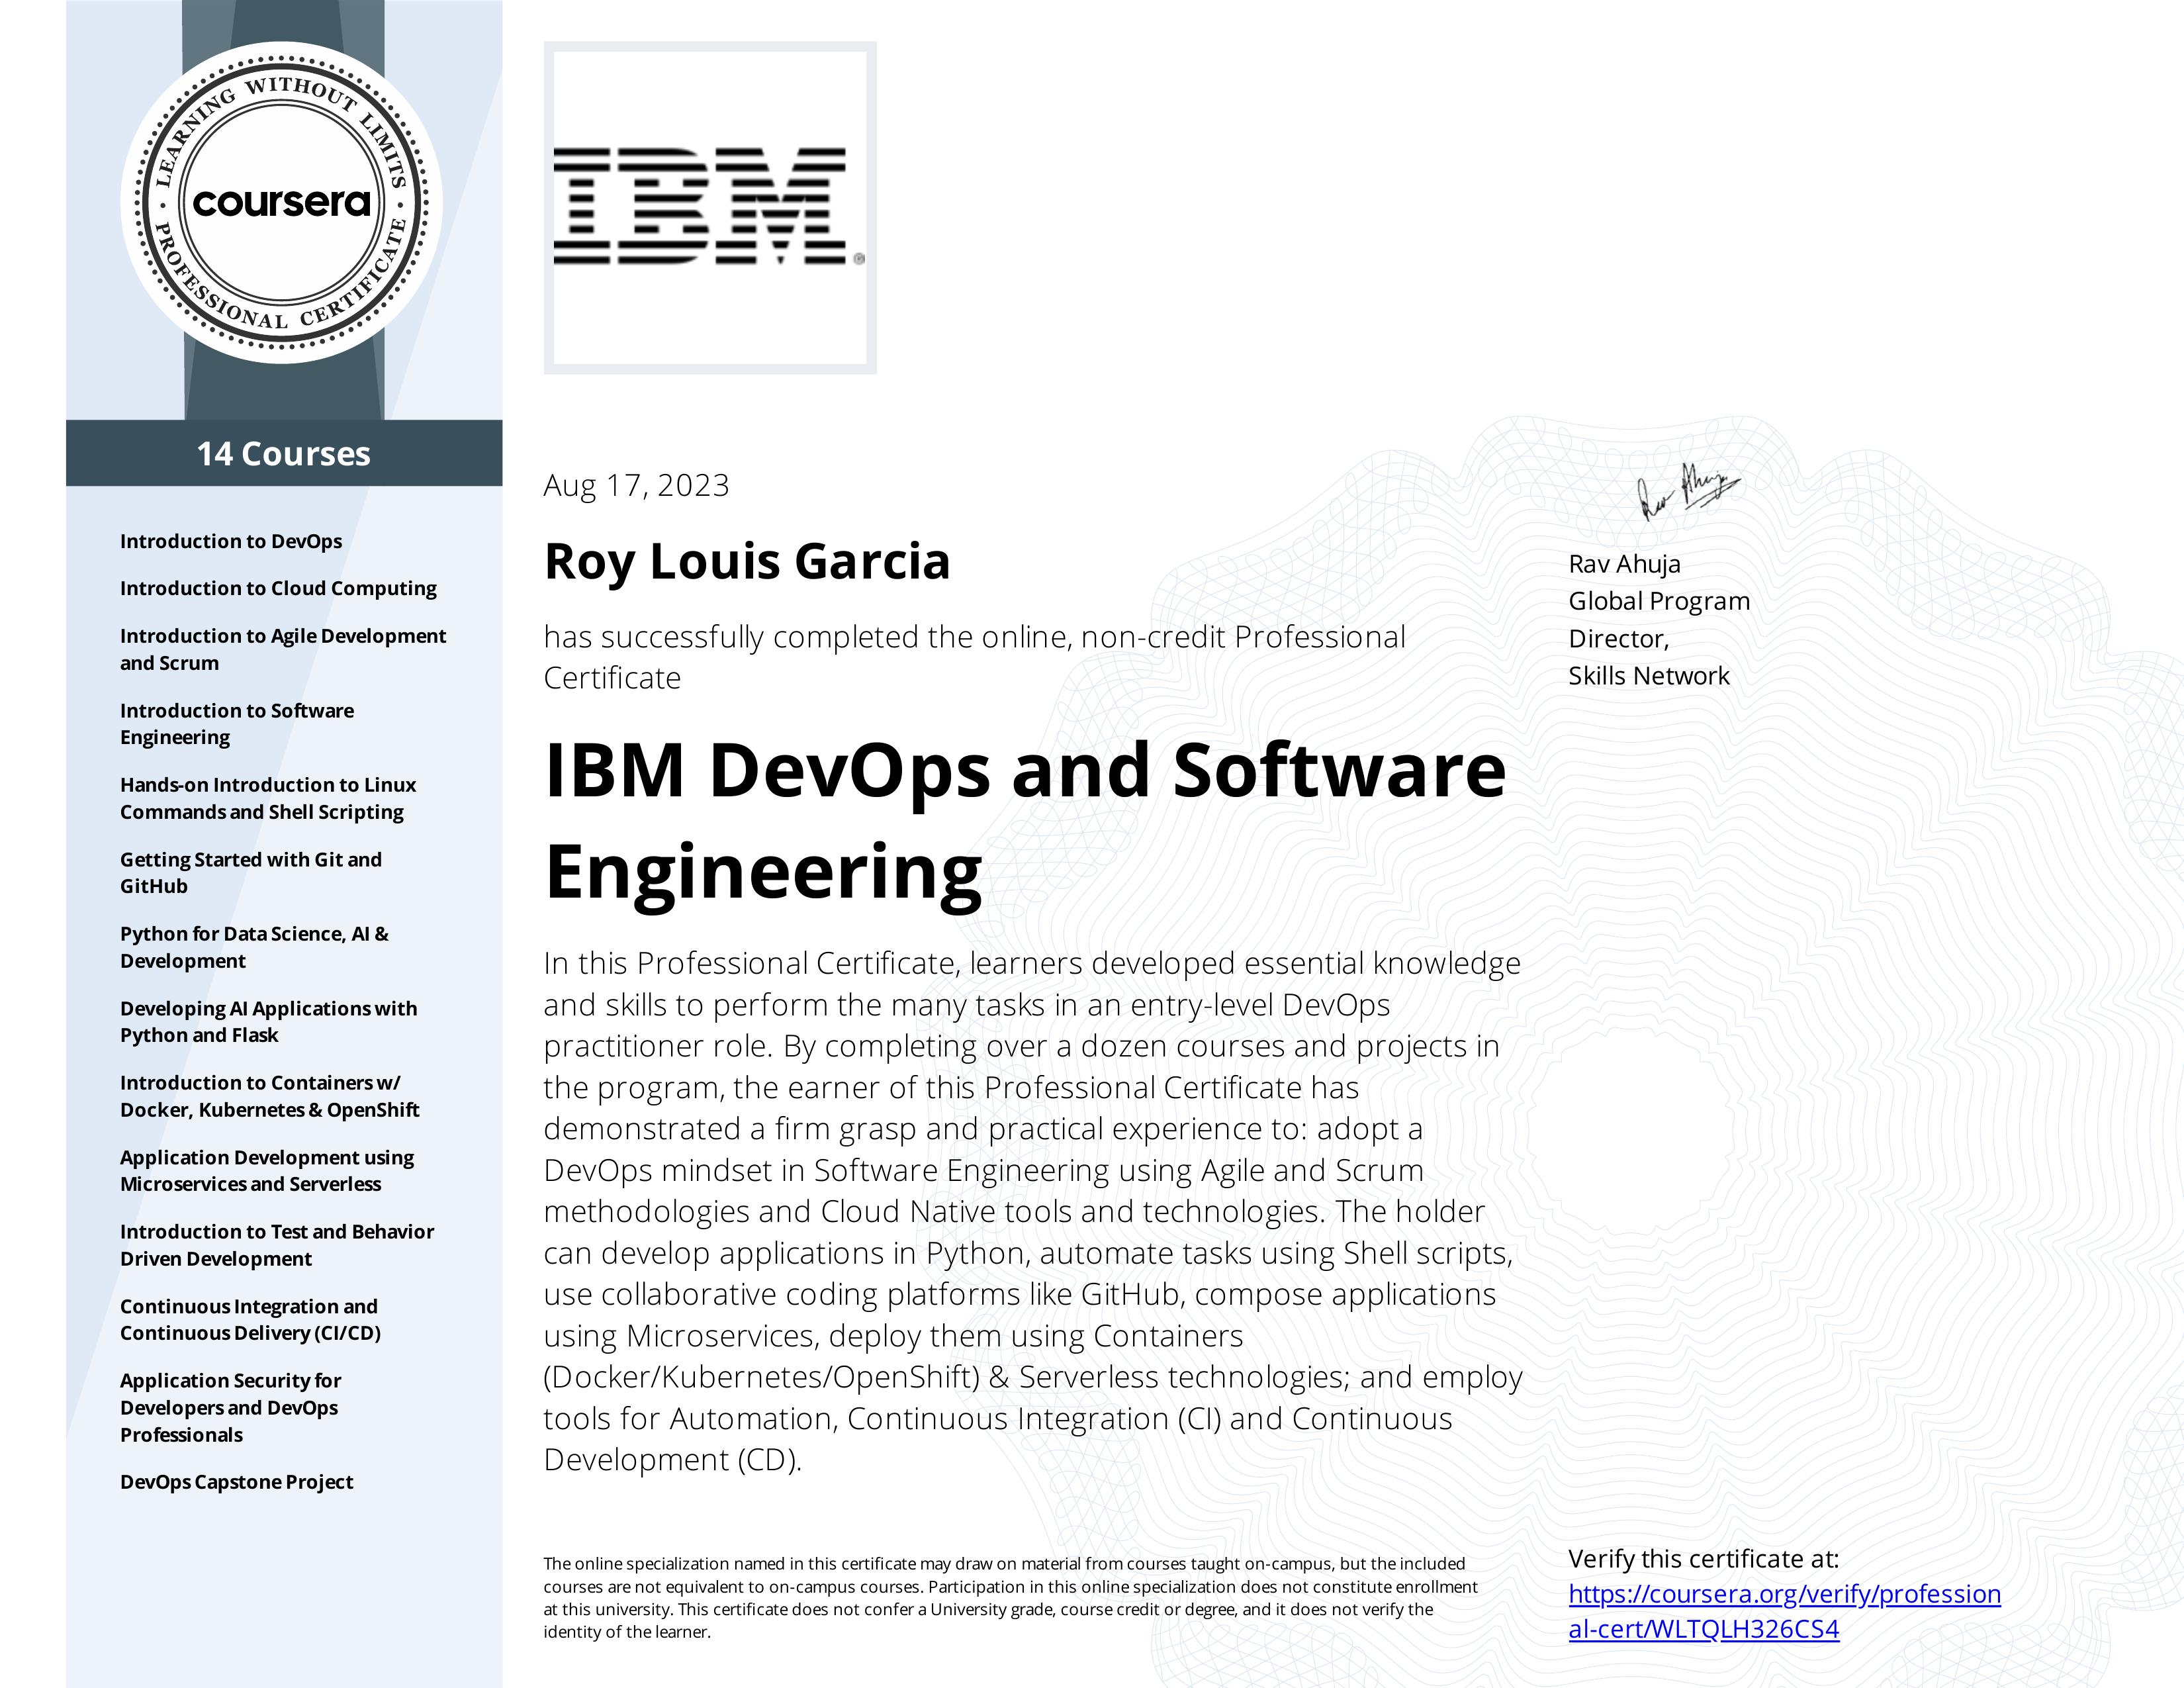 LEARNING WITHOUT LIMITS
coursera
PROFESSIONAL CERTIFICATE
14 Courses
Introduction to DevOps
Introduction to Cloud Computing
Introduction to Agile Development
and Scrum
Introduction to Software
Engineering
Hands-on Introduction to Linux
Commands and Shell Scripting
Getting Started with Git and
GitHub
Python for Data Science, AI &
Development
Developing AI Applications with
Python and Flask
Introduction to Containers w/
Docker, Kubernetes & OpenShift
Application Development using
Microservices and Serverless
Introduction to Test and Behavior
Driven Development
Continuous Integration and
Continuous Delivery (CI/CD)
Application Security for
Developers and DevOps
Professionals
DevOps Capstone Project
IBM®
Aug 17, 2023
Roy Louis Garcia
has successfully completed the online, non-credit Professional
Certificate
IBM DevOps and Software
Engineering
In this Professional Certificate, learners developed essential knowledge
and skills to perform the many tasks in an entry-level DevOps
practitioner role. By completing over a dozen courses and projects in
the program, the earner of this Professional Certificate has
demonstrated a firm grasp and practical experience to: adopt a
DevOps mindset in Software Engineering using Agile and Scrum
methodologies and Cloud Native tools and technologies. The holder
can develop applications in Python, automate tasks using Shell scripts,
use collaborative coding platforms like GitHub, compose applications
using Microservices, deploy them using Containers
(Docker/Kubernetes/OpenShift) & Serverless technologies; and employ
tools for Automation, Continuous Integration (CI) and Continuous
Development (CD).
The online specialization named in this certificate may draw on material from courses taught on-campus, but the included
courses are not equivalent to on-campus courses. Participation in this online specialization does not constitute enrollment
at this university. This certificate does not confer a University grade, course credit or degree, and it does not verify the
identity of the learner.
Rav Ahuja
Rav Ahuja
Global Program
Director,
Skills Network
Verify this certificate at:
https://coursera.org/verify/profession
al-cert/WLTQLH326CS4